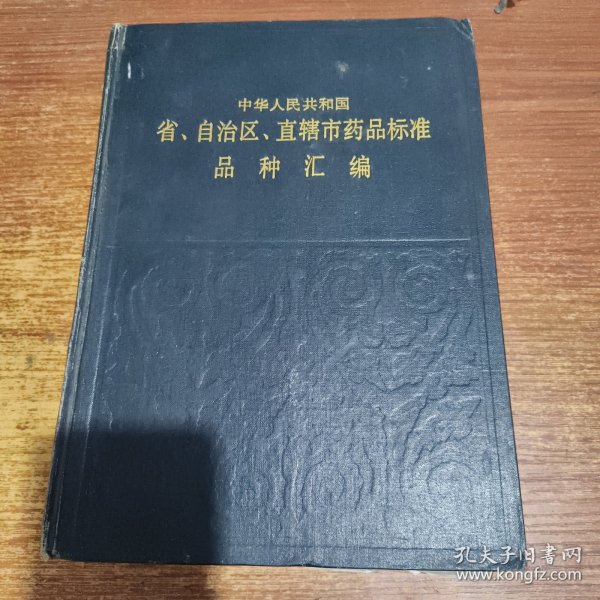 中华人民共和国
省、自治区、直辖市药品标准
品种汇编
孔夫子旧书网
www.kongfz.com